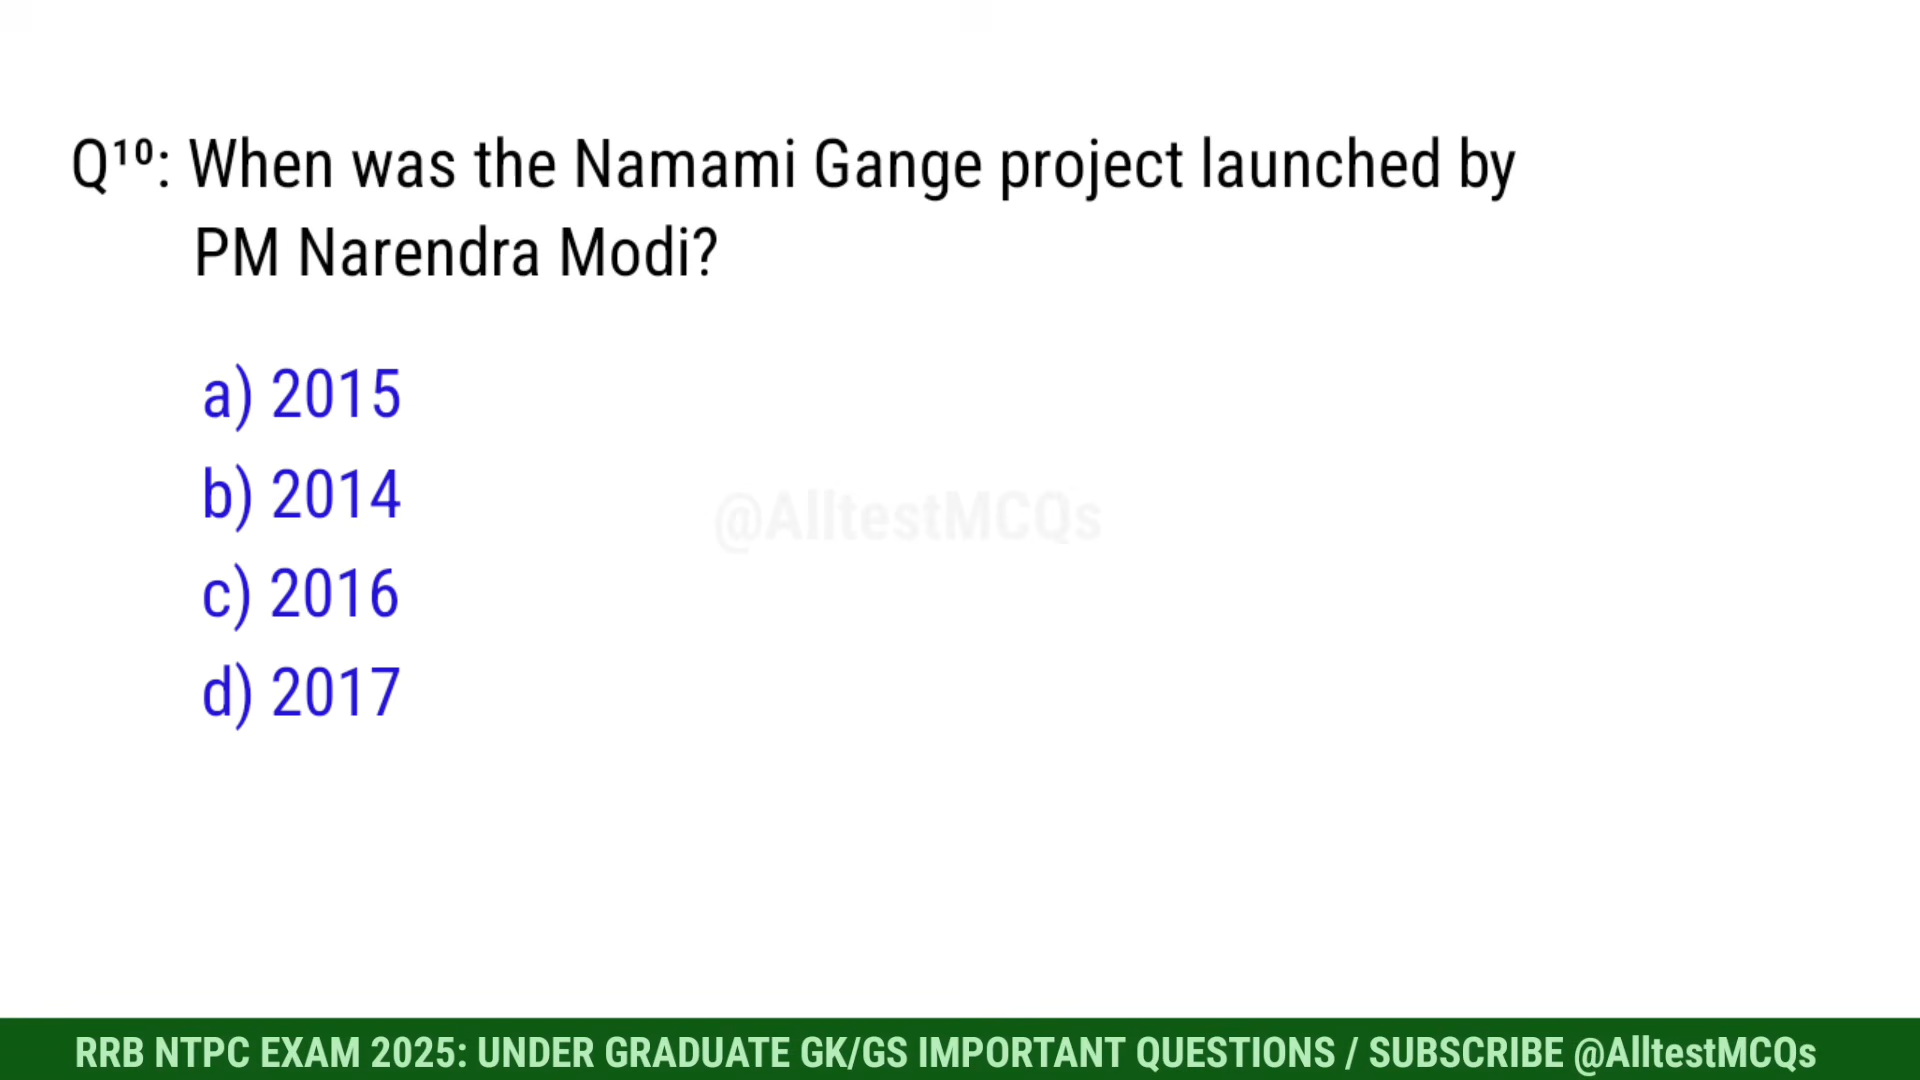 Q¹⁰: When was the Namami Gange project launched by
PM Narendra Modi?
a) 2015
b) 2014
@AlltestMCQs
c) 2016
d) 2017
RRB NTPC EXAM 2025: UNDER GRADUATE GK/GS IMPORTANT QUESTIONS / SUBSCRIBE @AlltestMCQs